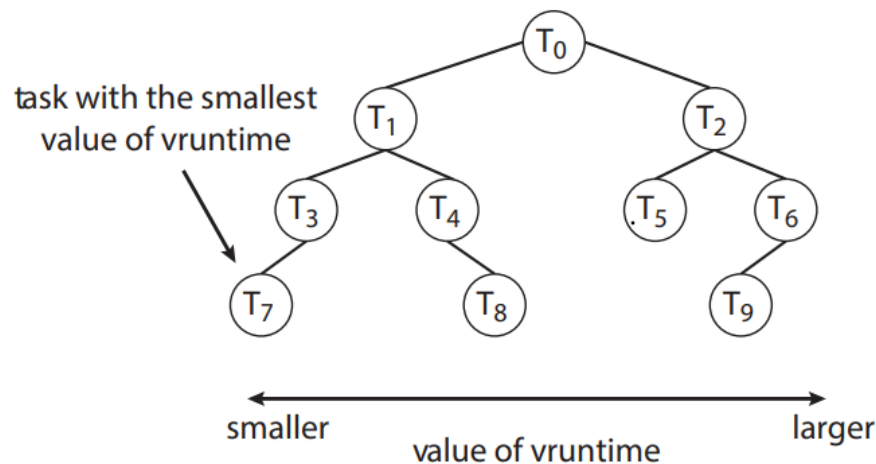 T0
task with the smallest
value of vruntime
T1
T2
T3
T4
.T5
T6
T7
T8
T9
smaller
larger
value of vruntime